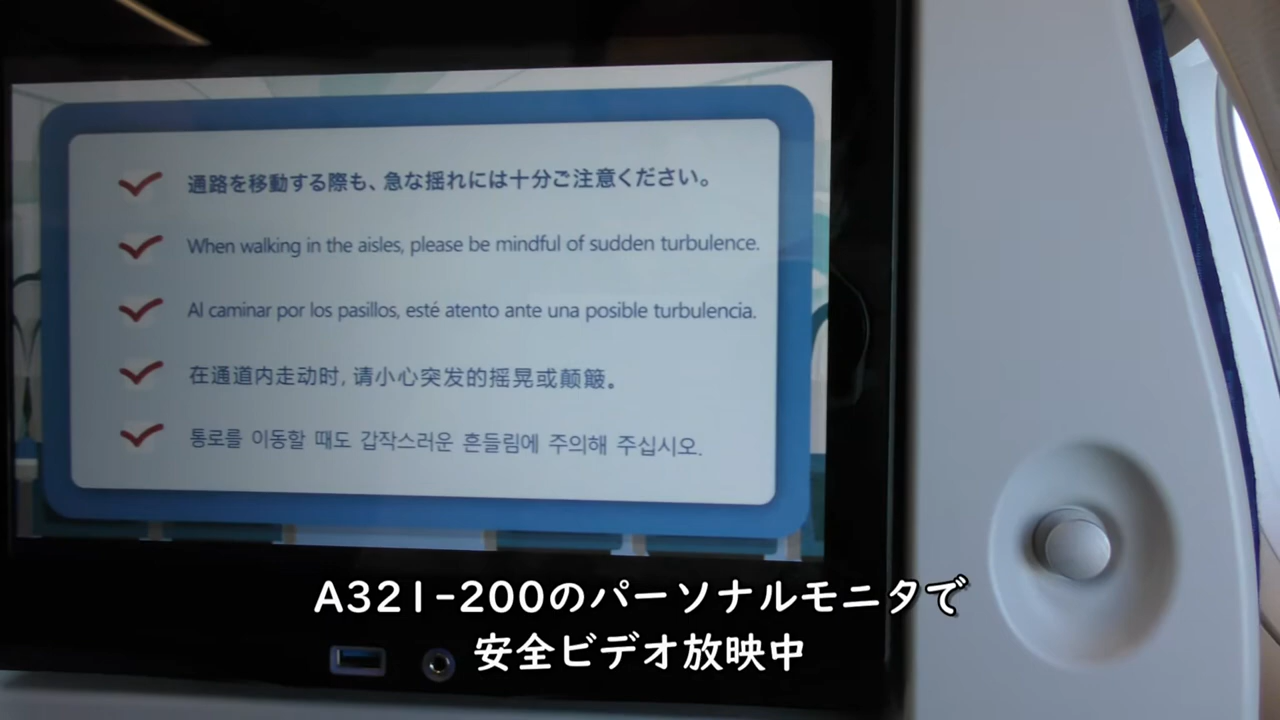 通路を移動する際も、急な揺れには十分ご注意ください。
When walking in the aisles, please be mindful of sudden turbulence.
Al caminar por los pasillos, esté atento ante una posible turbulencia.
在通道内走动时, 请小心突发的摇晃或颠簸。
통로를 이동할 때도 갑작스러운 흔들림에 주의해 주십시오.
A321-200のパーソナルモニタで
安全ビデオ放映中